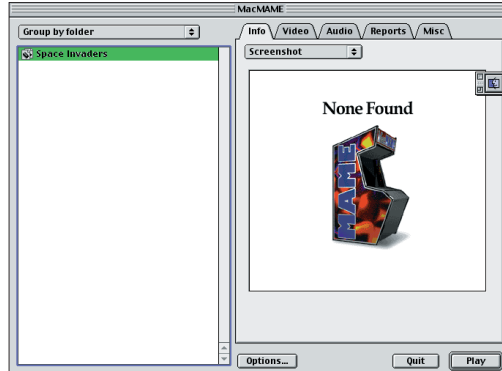 MacMAME
Group by folder
Info Video Audio Reports Misc
Space Invaders
Screenshot
None Found
MAME
Options...
Quit
Play